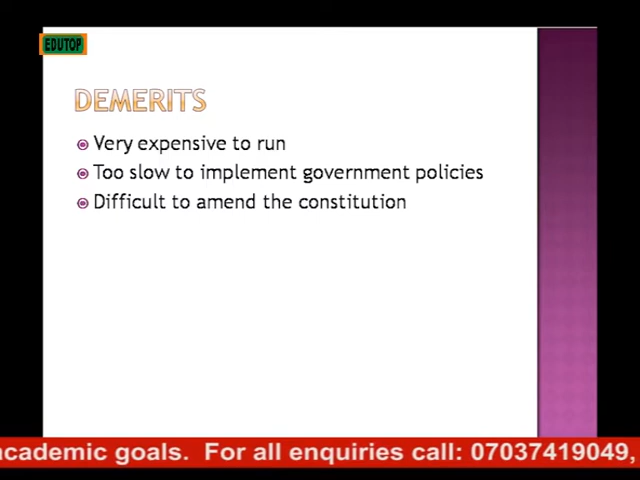 EDUTOP
DEMERITS
Very expensive to run
Too slow to implement government policies
Difficult to amend the constitution
academic goals. For all enquiries call: 07037419049,